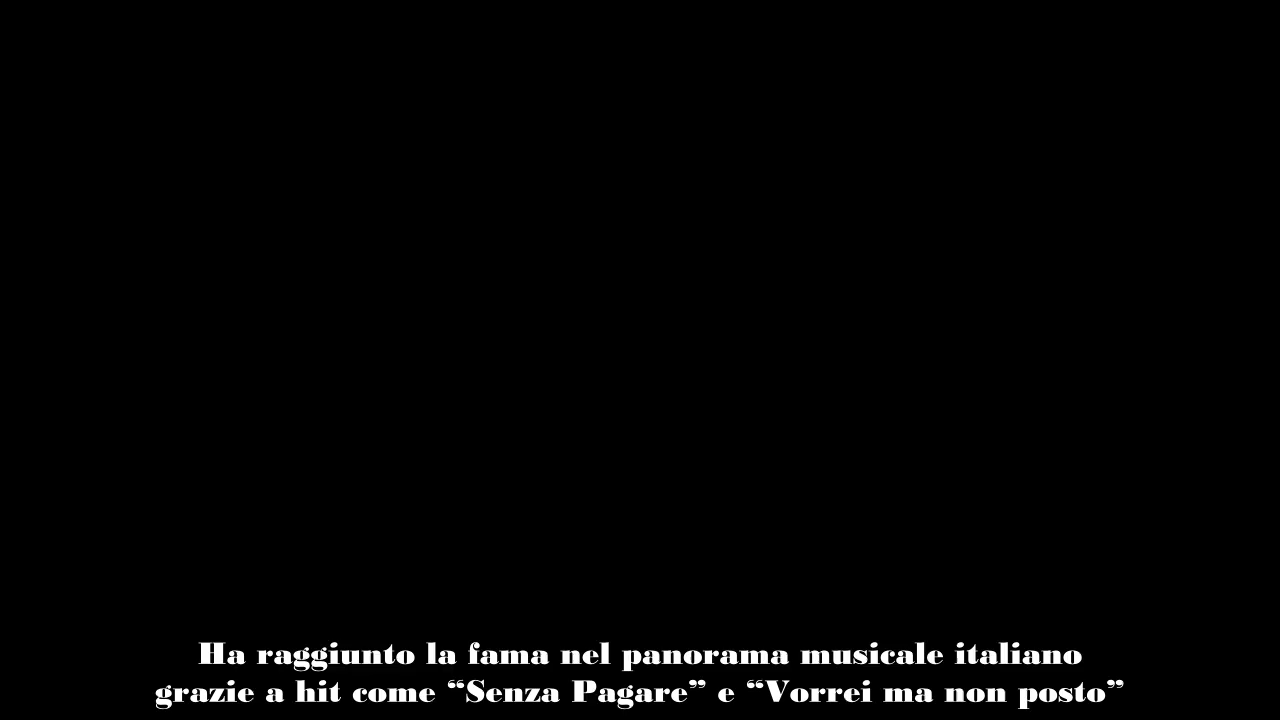 Ha raggiunto la fama nel panorama musicale italiano
grazie a hit come “Senza Pagare” e “Vorrei ma non posto”